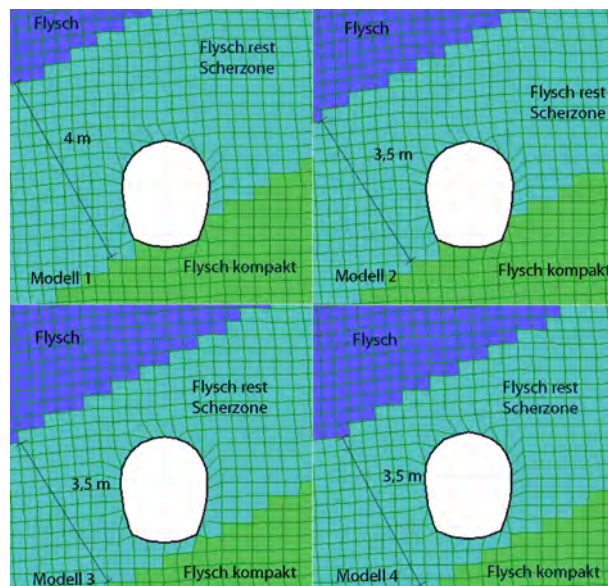 Flysch
Flysch rest
Scherzone
4 m
Modell 1
Flysch kompakt
Flysch
Flysch rest
Scherzone
3,5 m
Modell 2
Flysch kompakt
Flysch
Flysch rest
Scherzone
3,5 m
Modell 3
Flysch kompakt
Flysch
Flysch rest
Scherzone
3,5 m
Modell 4
Flysch kompakt